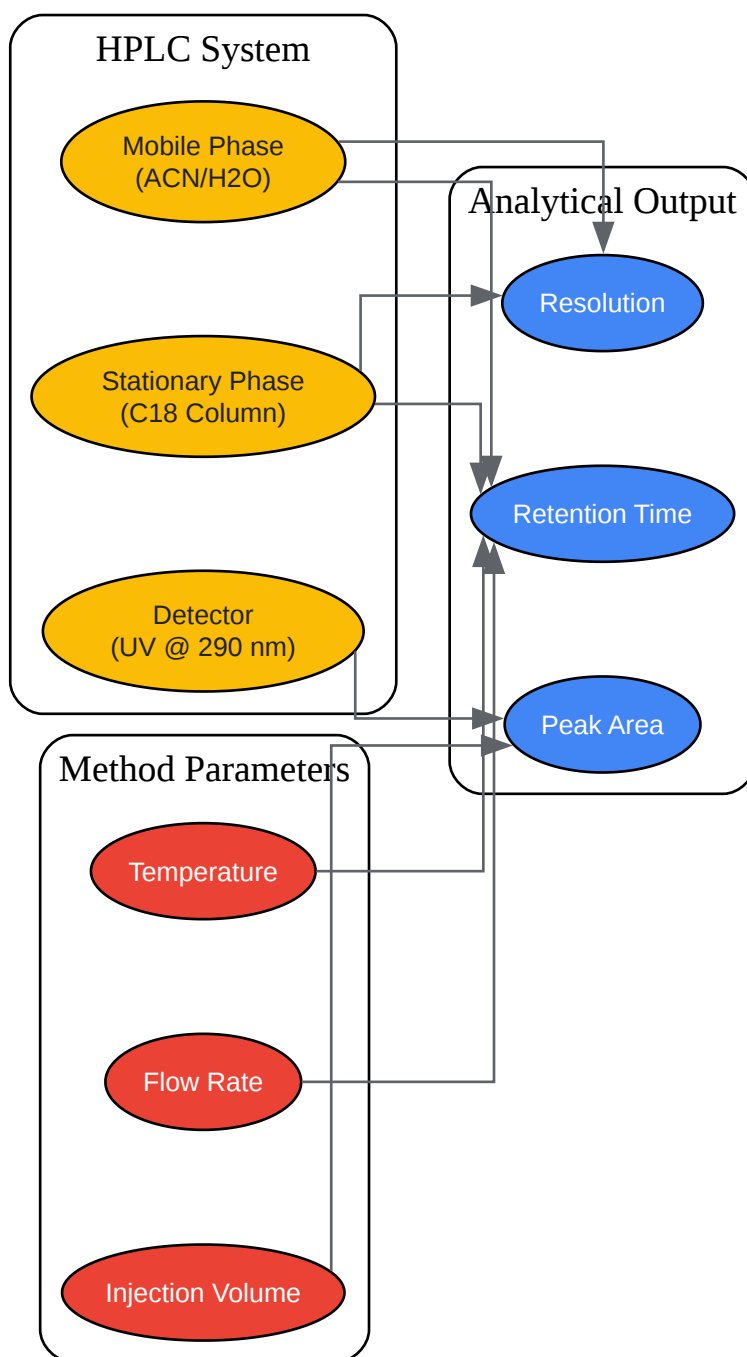 HPLC System
Mobile Phase
(ACN/H2O)
Stationary Phase
(C18 Column)
Detector
(UV @ 290 nm)
Analytical Output
Resolution
Retention Time
Peak Area
Method Parameters
Temperature
Flow Rate
Injection Volume